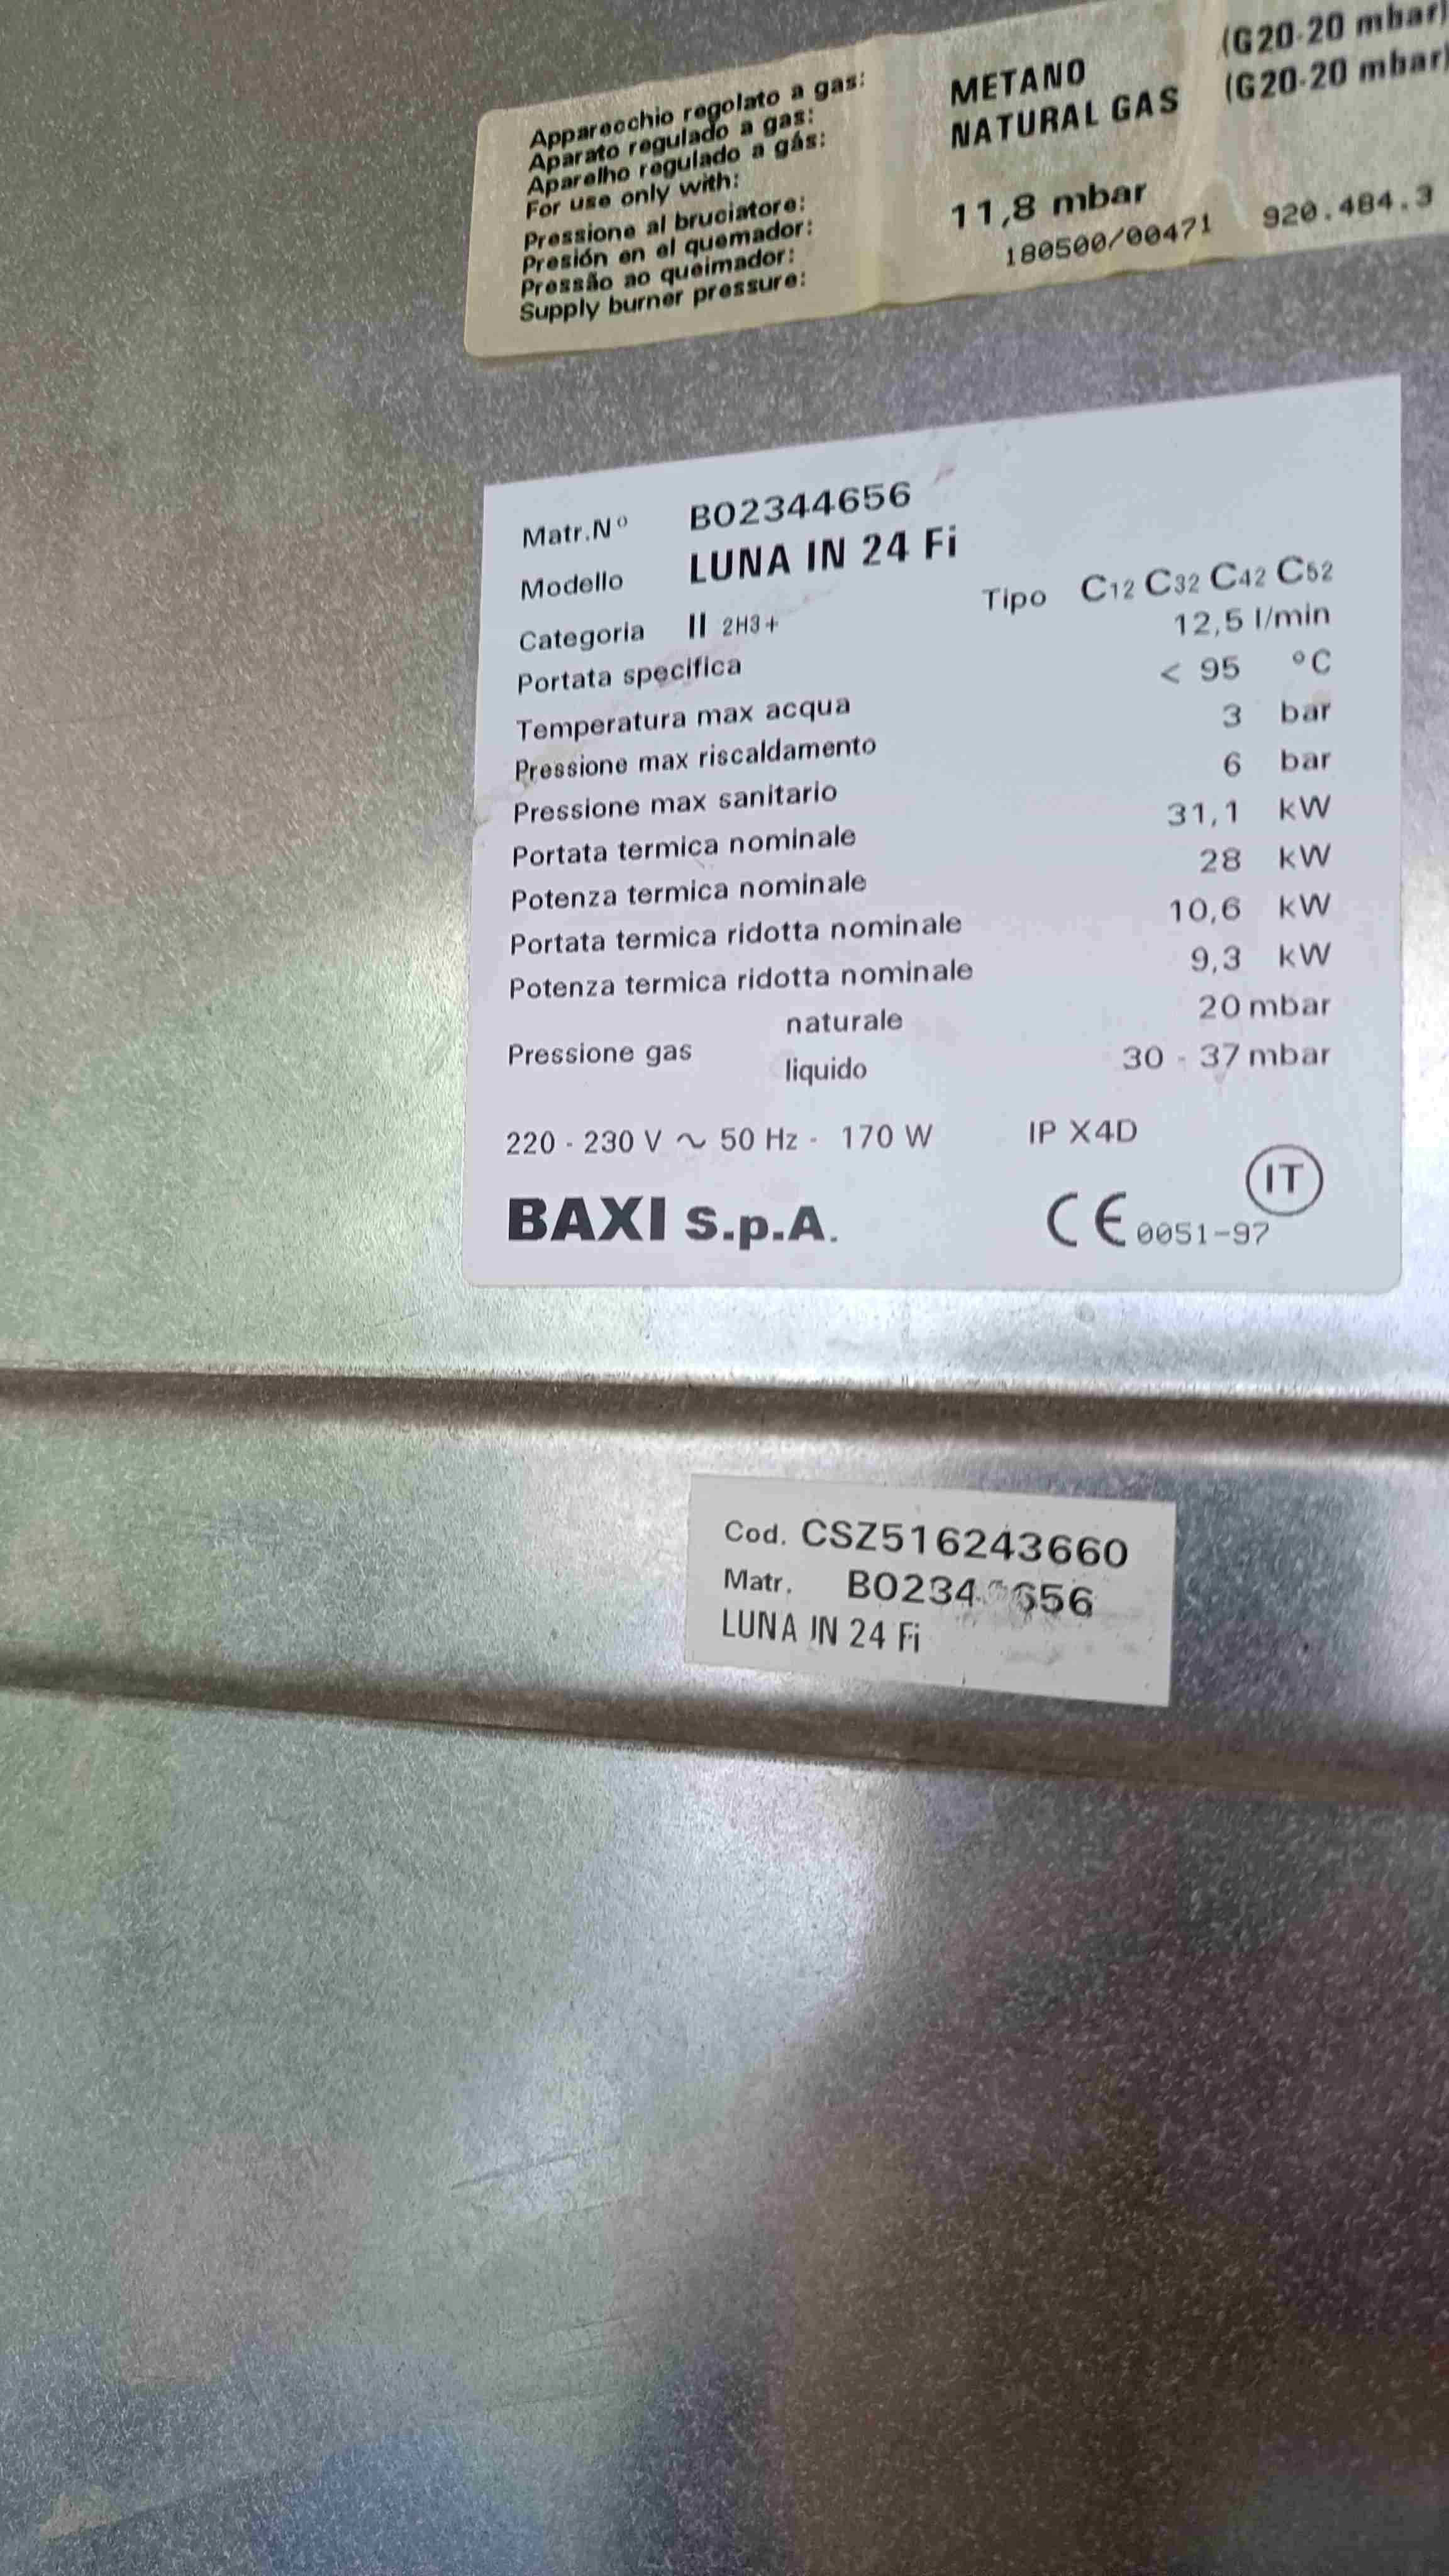 Apparecchio regolato a gas: METANO (G20-20 mbar)
Aparato regulado a gas: NATURAL GAS (G20-20 mbar)
Aparelho regulado a gás:
For use only with:
Pressione al bruciatore: 11,8 mbar
Presión en el quemador: 180500/00471 920.484.3
Pressão ao queimador:
Supply burner pressure:
Matr.Nº BO2344656
Modello LUNA IN 24 Fi
Categoria II 2H3+ Tipo C12 C32 C42 C52
Portata specifica 12,5 l/min
Temperatura max acqua < 95 ºC
Pressione max riscaldamento 3 bar
Pressione max sanitario 6 bar
Portata termica nominale 31,1 kW
Potenza termica nominale 28 kW
Portata termica ridotta nominale 10,6 kW
Potenza termica ridotta nominale 9,3 kW
Pressione gas naturale 20 mbar
liquido 30 - 37 mbar
220 - 230 V ~ 50 Hz - 170 W IP X4D
IT
BAXI s.p.A. CE 0051-97
Cod. CSZ516243660
Matr.
LUNA IN 24 Fi